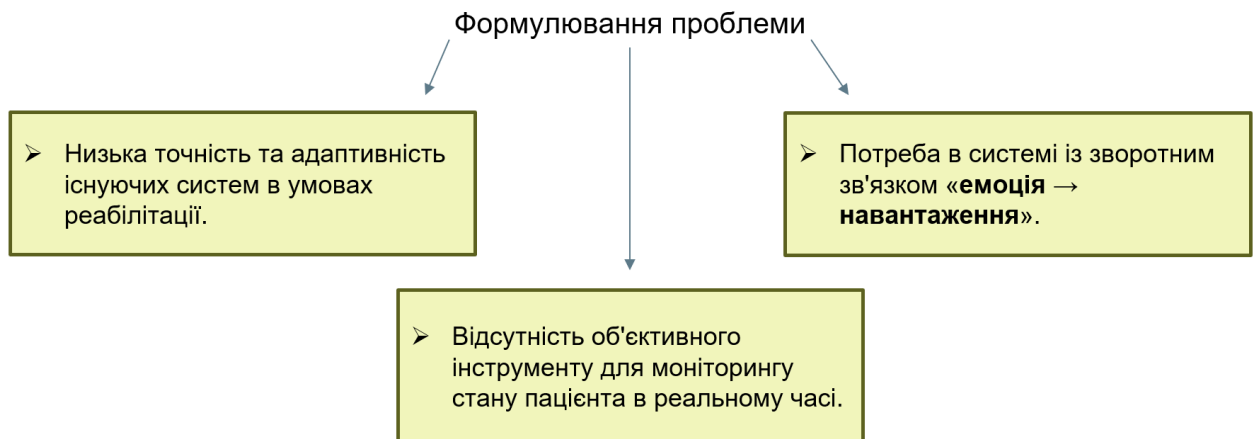 Формулювання проблеми
➢ Низька точність та адаптивність
існуючих систем в умовах
реабілітації.
➢ Потреба в системі із зворотним
зв'язком «емоція →
навантаження».
➢ Відсутність об'єктивного
інструменту для моніторингу
стану пацієнта в реальному часі.